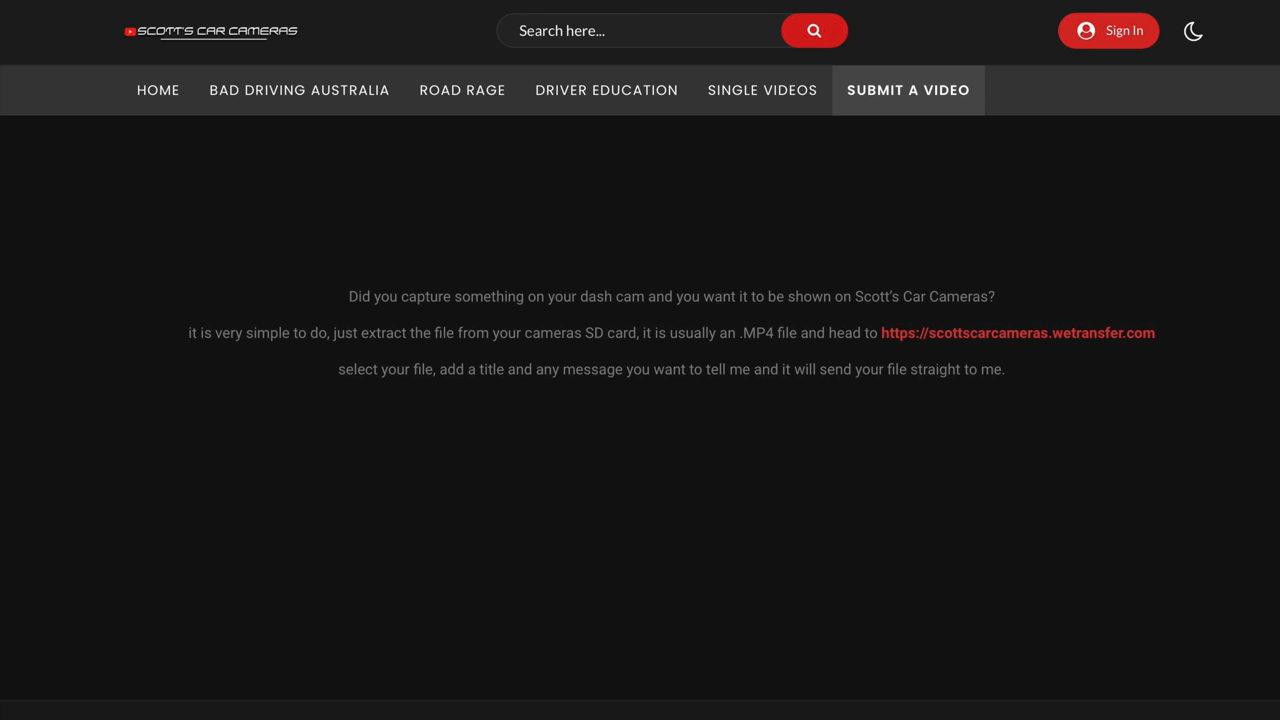 SCOTT'S CAR CAMERAS
Search here...
Sign In
HOME
BAD DRIVING AUSTRALIA
ROAD RAGE
DRIVER EDUCATION
SINGLE VIDEOS
SUBMIT A VIDEO
Did you capture something on your dash cam and you want it to be shown on Scott’s Car Cameras?
it is very simple to do, just extract the file from your cameras SD card, it is usually an .MP4 file and head to https://scottscarcameras.wetransfer.com
select your file, add a title and any message you want to tell me and it will send your file straight to me.